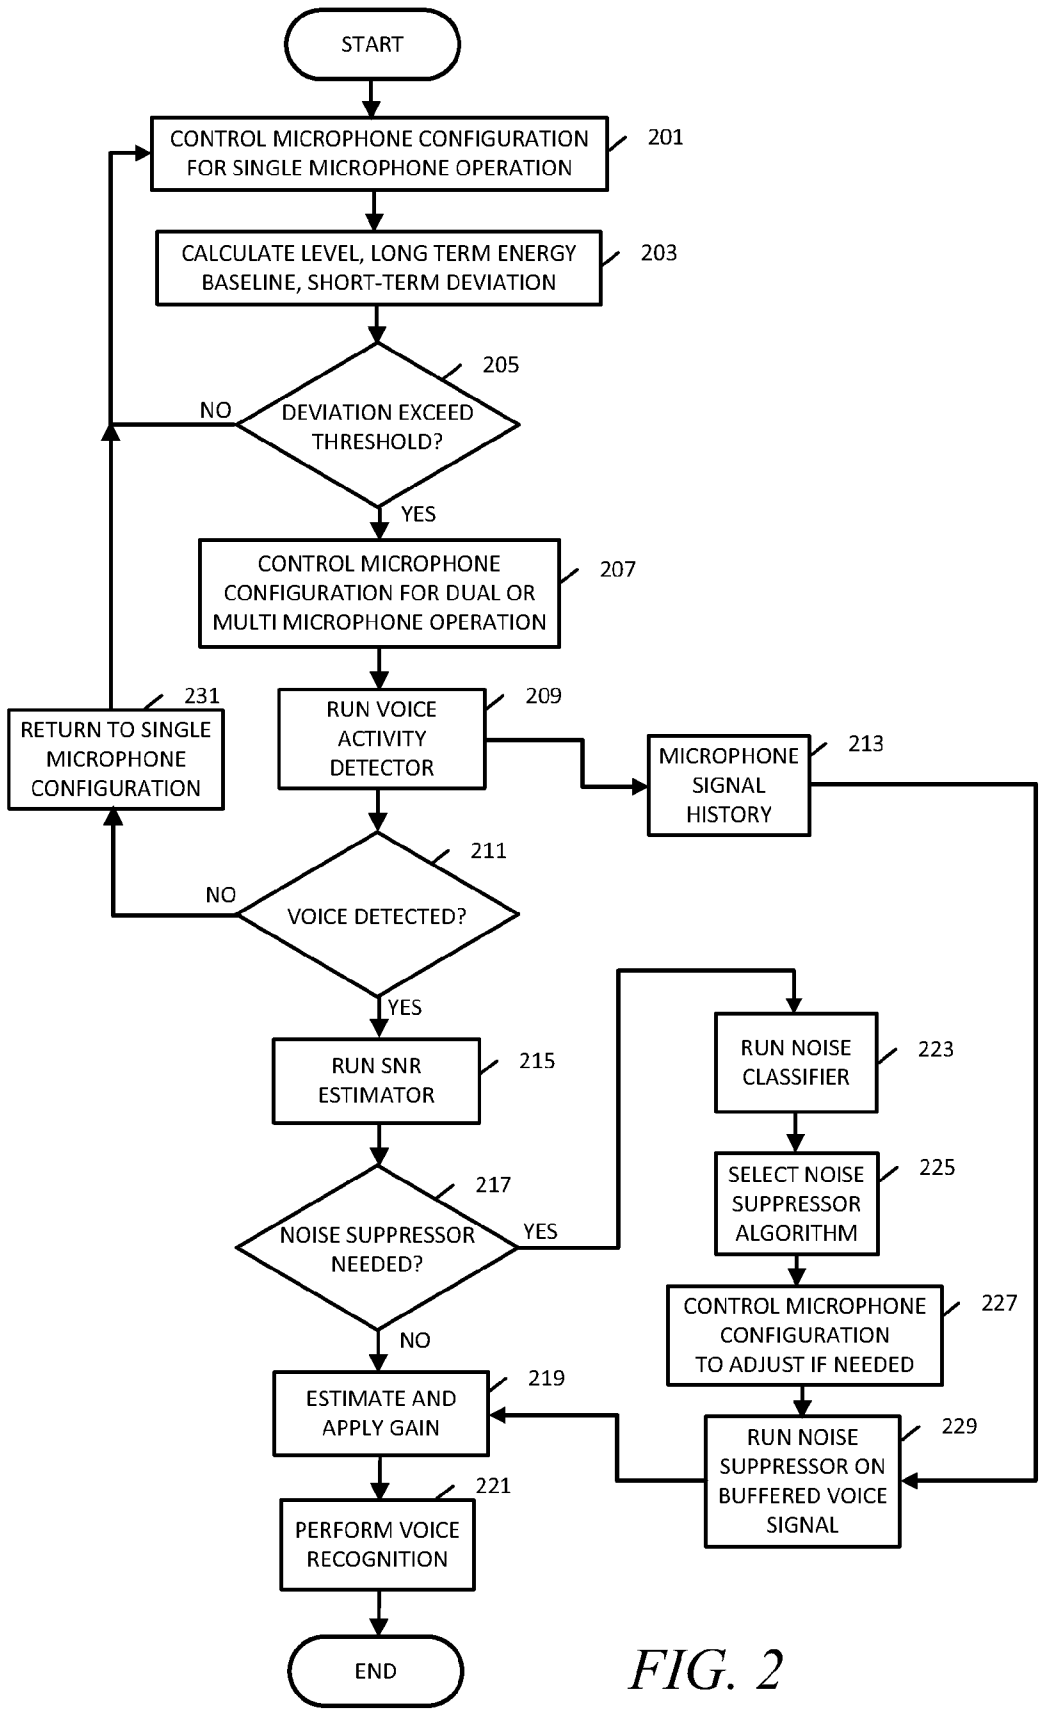 START
CONTROL MICROPHONE CONFIGURATION
FOR SINGLE MICROPHONE OPERATION
201
CALCULATE LEVEL, LONG TERM ENERGY
BASELINE, SHORT-TERM DEVIATION
203
205
DEVIATION EXCEED
THRESHOLD?
NO
YES
CONTROL MICROPHONE
CONFIGURATION FOR DUAL OR
MULTI MICROPHONE OPERATION
207
RUN VOICE
ACTIVITY
DETECTOR
209
231
RETURN TO SINGLE
MICROPHONE
CONFIGURATION
MICROPHONE
SIGNAL
HISTORY
213
211
VOICE DETECTED?
NO
YES
RUN SNR
ESTIMATOR
215
217
NOISE SUPPRESSOR
NEEDED?
YES
NO
RUN NOISE
CLASSIFIER
223
SELECT NOISE
SUPPRESSOR
ALGORITHM
225
CONTROL MICROPHONE
CONFIGURATION
TO ADJUST IF NEEDED
227
RUN NOISE
SUPPRESSOR ON
BUFFERED VOICE
SIGNAL
229
ESTIMATE AND
APPLY GAIN
219
221
PERFORM VOICE
RECOGNITION
END
FIG. 2